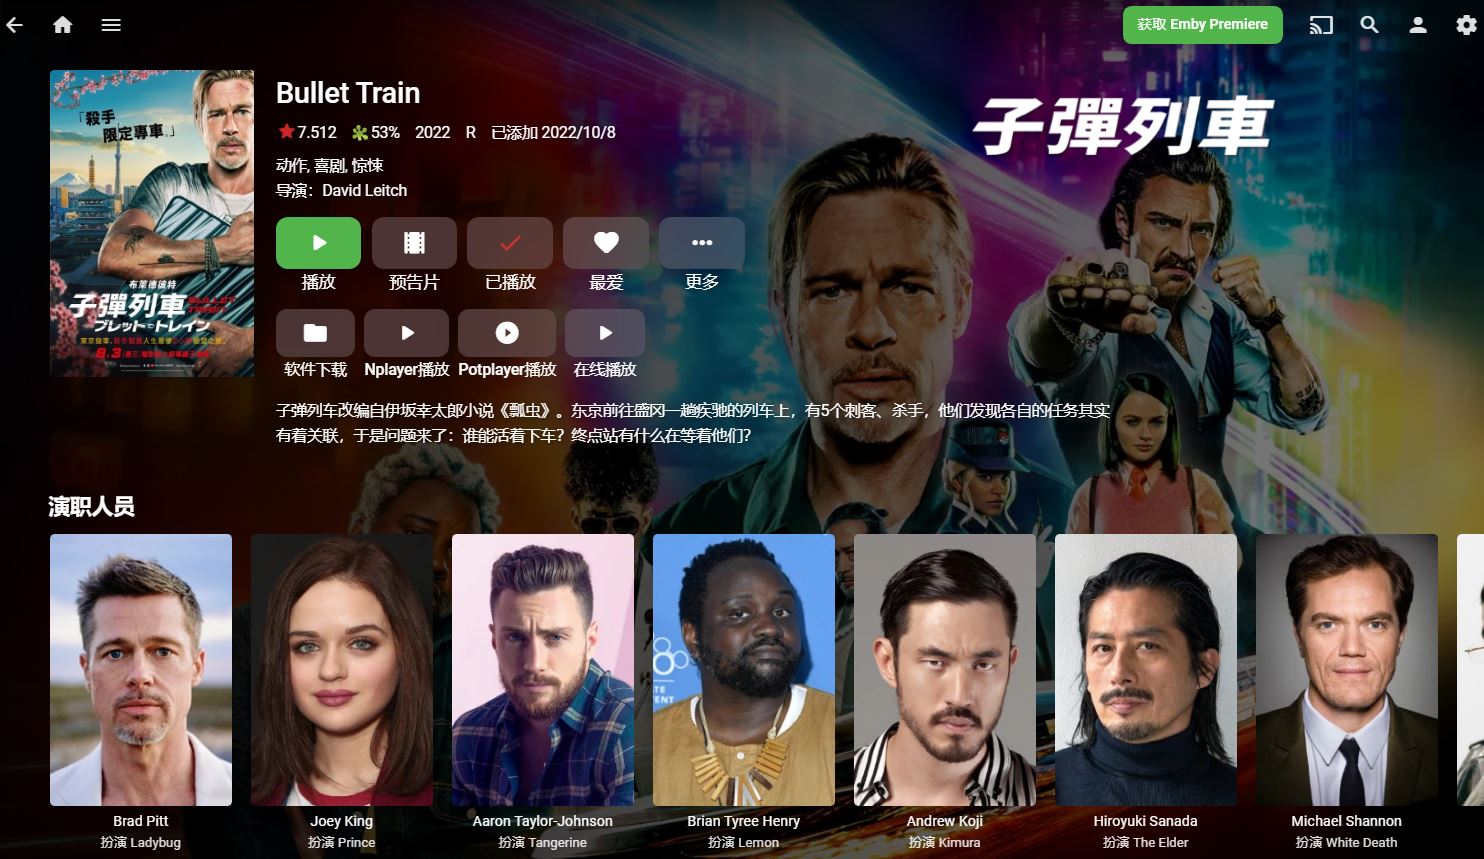 获取 Emby Premiere
「殺手
限定專車。」
布萊德彼特
子彈列車
BULLET TRAIN
ブレット・トレイン
8.3
Bullet Train
7.512 53% 2022 R 已添加 2022/10/8
动作, 喜剧, 惊悚
导演：David Leitch
子彈列車
播放 预告片 已播放 最爱 更多
软件下载 Nplayer播放 Potplayer播放 在线播放
子弹列车改编自伊坂幸太郎小说《瓢虫》。东京前往盛冈一趟疾驰的列车上，有5个刺客、杀手，他们发现各自的任务其实
有着关联，于是问题来了：谁能活着下车？终点站有什么在等着他们？
演职人员
Brad Pitt
扮演 Ladybug
Joey King
扮演 Prince
Aaron Taylor-Johnson
扮演 Tangerine
Brian Tyree Henry
扮演 Lemon
Andrew Koji
扮演 Kimura
Hiroyuki Sanada
扮演 The Elder
Michael Shannon
扮演 White Death